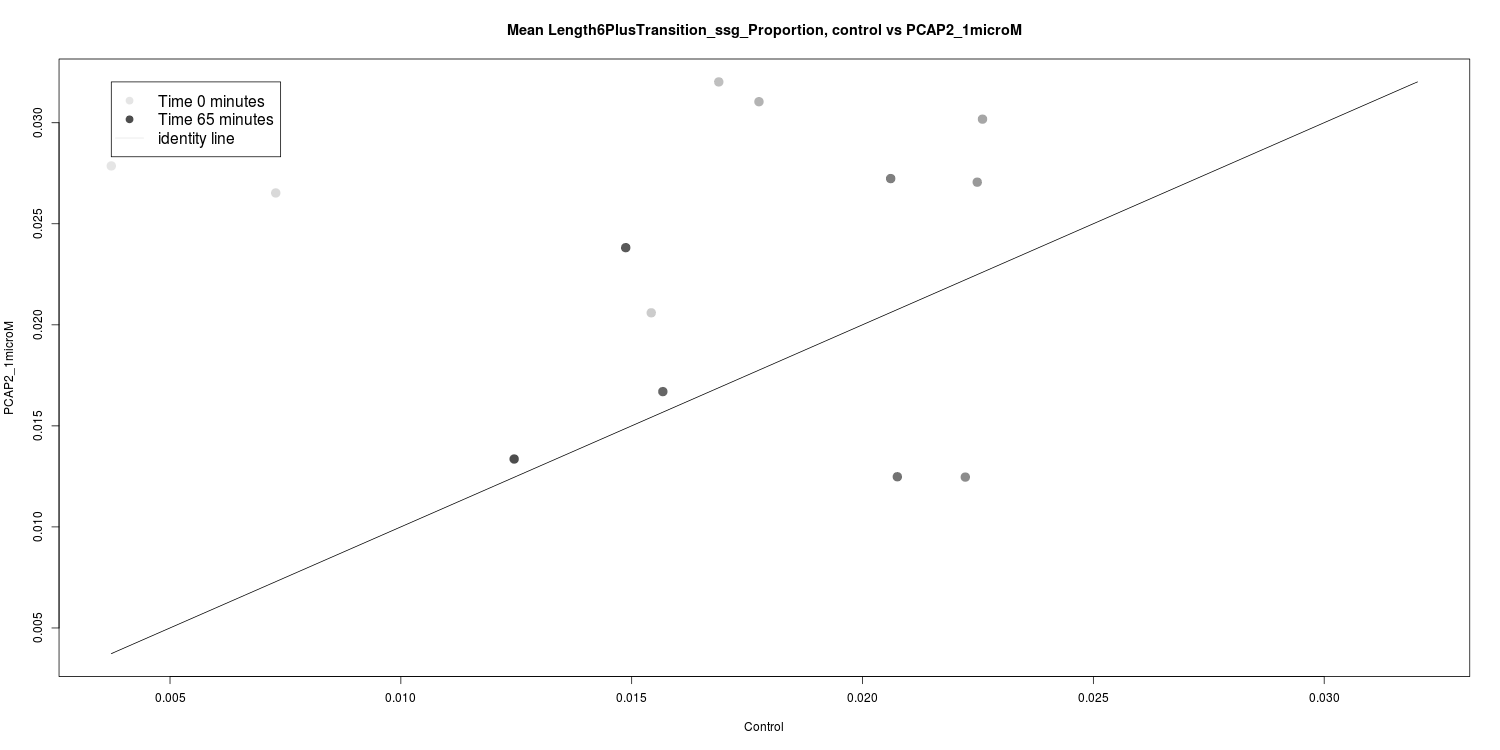 Mean Length6PlusTransition_ssg_Proportion, control vs PCAP2_1microM
Time 0 minutes
Time 65 minutes
identity line
0.030
0.025
0.020
0.015
0.010
0.005
PCAP2_1microM
0.005 0.010 0.015 0.020 0.025 0.030
Control